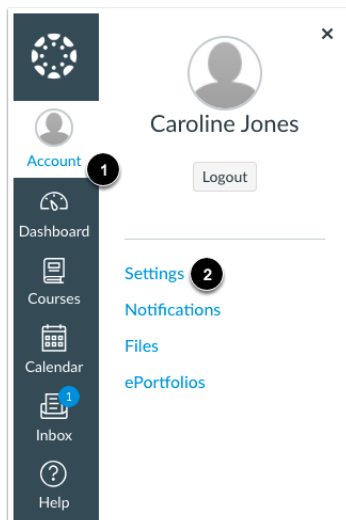 ×
Caroline Jones
Logout
Account
1
Dashboard
Courses
Calendar
1
Inbox
Help
Settings 2
Notifications
Files
ePortfolios